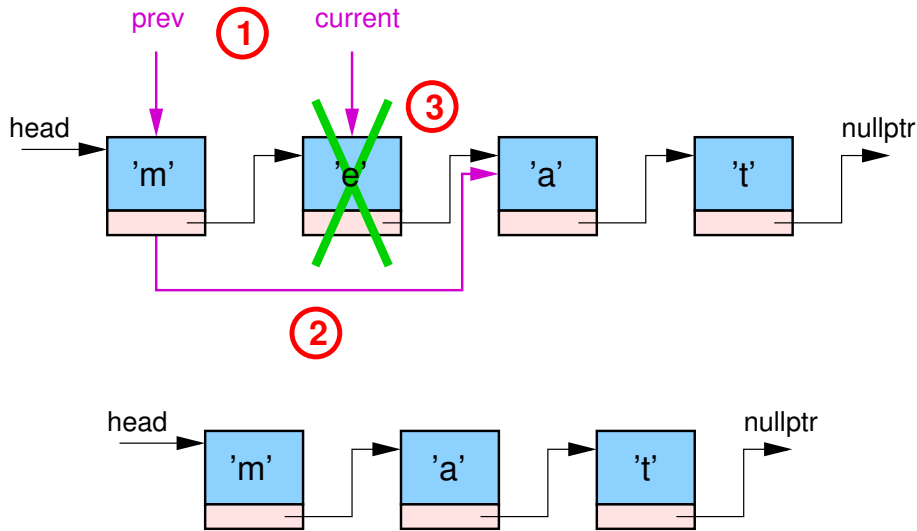 prev 1 current
3
head nullptr
'm' 'e' 'a' 't'
2
head nullptr
'm' 'a' 't'